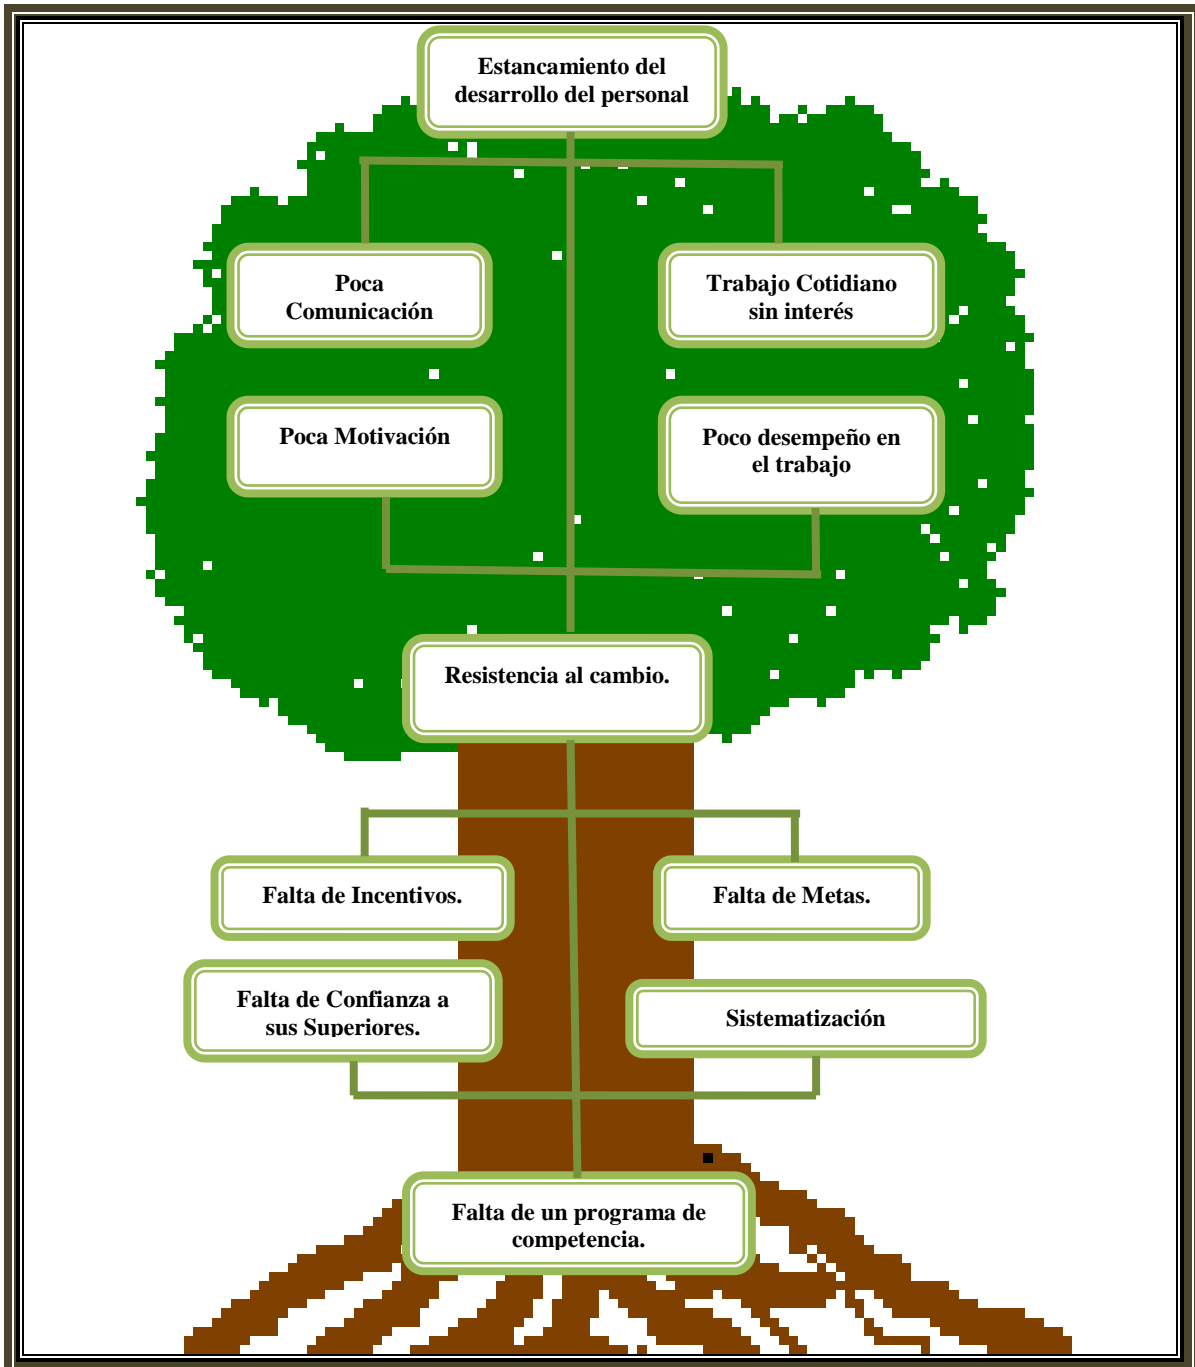 Estancamiento del
desarrollo del personal
Poca
Comunicación
Trabajo Cotidiano
sin interés
Poca Motivación
Poco desempeño en
el trabajo
Resistencia al cambio.
Falta de Incentivos.
Falta de Metas.
Falta de Confianza a
sus Superiores.
Sistematización
Falta de un programa de
competencia.